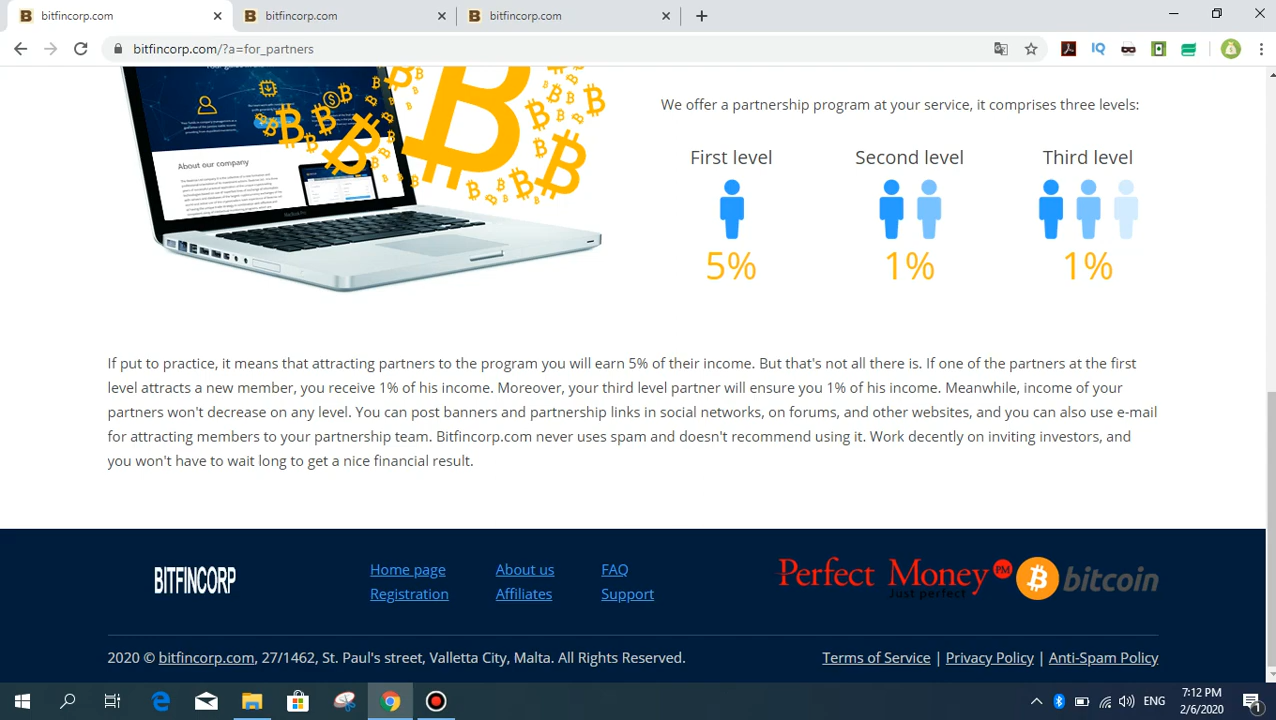 bitfincorp.com
bitfincorp.com
bitfincorp.com
bitfincorp.com/?a=for_partners
About our company
We offer a partnership program at your service, it comprises three levels:
First level
Second level
Third level
5%
1%
1%
If put to practice, it means that attracting partners to the program you will earn 5% of their income. But that's not all there is. If one of the partners at the first
level attracts a new member, you receive 1% of his income. Moreover, your third level partner will ensure you 1% of his income. Meanwhile, income of your
partners won't decrease on any level. You can post banners and partnership links in social networks, on forums, and other websites, and you can also use e-mail
for attracting members to your partnership team. Bitfincorp.com never uses spam and doesn't recommend using it. Work decently on inviting investors, and
you won't have to wait long to get a nice financial result.
BITFINCORP
Home page
About us
FAQ
Registration
Affiliates
Support
Perfect Money PM
Just perfect
bitcoin
2020 © bitfincorp.com, 27/1462, St. Paul's street, Valletta City, Malta. All Rights Reserved.
Terms of Service | Privacy Policy | Anti-Spam Policy
ENG
7:12 PM
2/6/2020